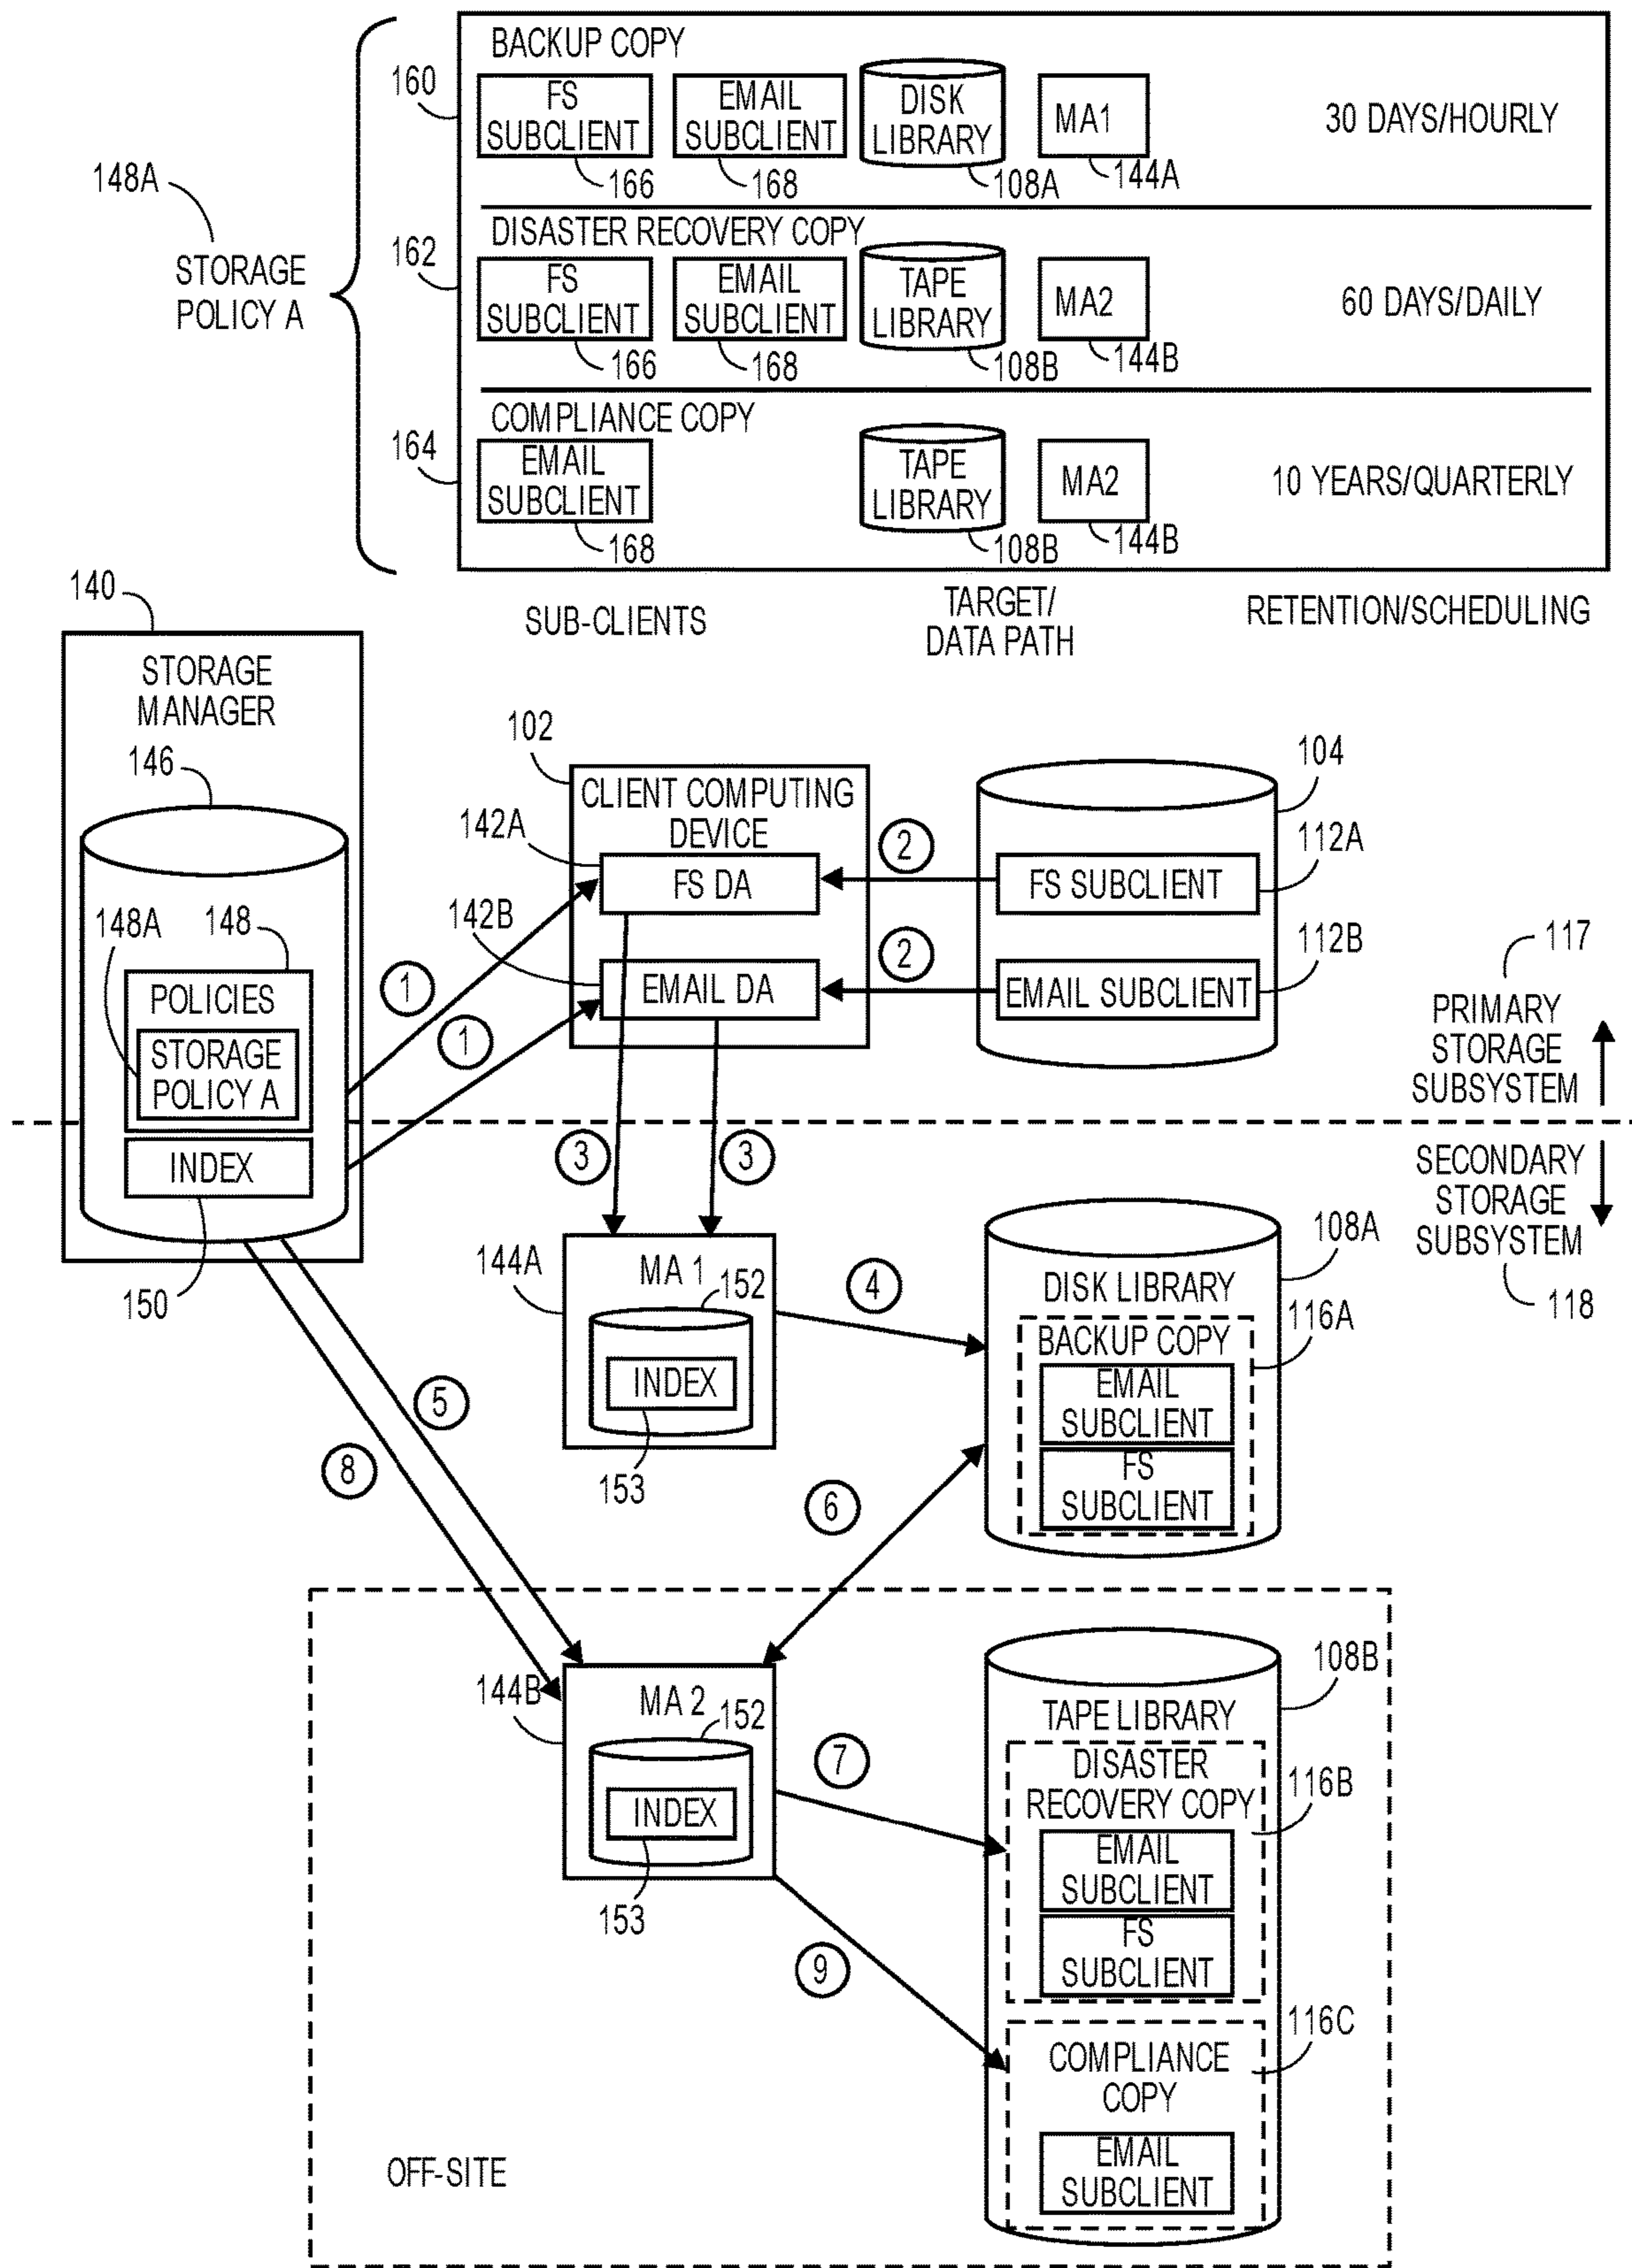 BACKUP COPY
160
FS
SUBCLIENT
166
EMAIL
SUBCLIENT
168
DISK
LIBRARY
108A
MA1
144A
30 DAYS/HOURLY
148A
STORAGE
POLICY A
DISASTER RECOVERY COPY
162
FS
SUBCLIENT
166
EMAIL
SUBCLIENT
168
TAPE
LIBRARY
108B
MA2
144B
60 DAYS/DAILY
COMPLIANCE COPY
164
EMAIL
SUBCLIENT
168
TAPE
LIBRARY
108B
MA2
144B
10 YEARS/QUARTERLY
SUB-CLIENTS
TARGET/
DATA PATH
RETENTION/SCHEDULING
140
STORAGE
MANAGER
146
148A
148
POLICIES
STORAGE
POLICY A
INDEX
150
102
CLIENT COMPUTING
DEVICE
142A
FS DA
142B
EMAIL DA
104
FS SUBCLIENT
112A
EMAIL SUBCLIENT
112B
1
1
2
2
117
PRIMARY
STORAGE
SUBSYSTEM
SECONDARY
STORAGE
SUBSYSTEM
118
3
3
144A
MA 1
152
INDEX
153
4
108A
DISK LIBRARY
116A
BACKUP COPY
EMAIL
SUBCLIENT
FS
SUBCLIENT
5
8
6
144B
MA 2
152
INDEX
153
7
9
108B
TAPE LIBRARY
DISASTER
RECOVERY COPY
116B
EMAIL
SUBCLIENT
FS
SUBCLIENT
116C
COMPLIANCE
COPY
EMAIL
SUBCLIENT
OFF-SITE